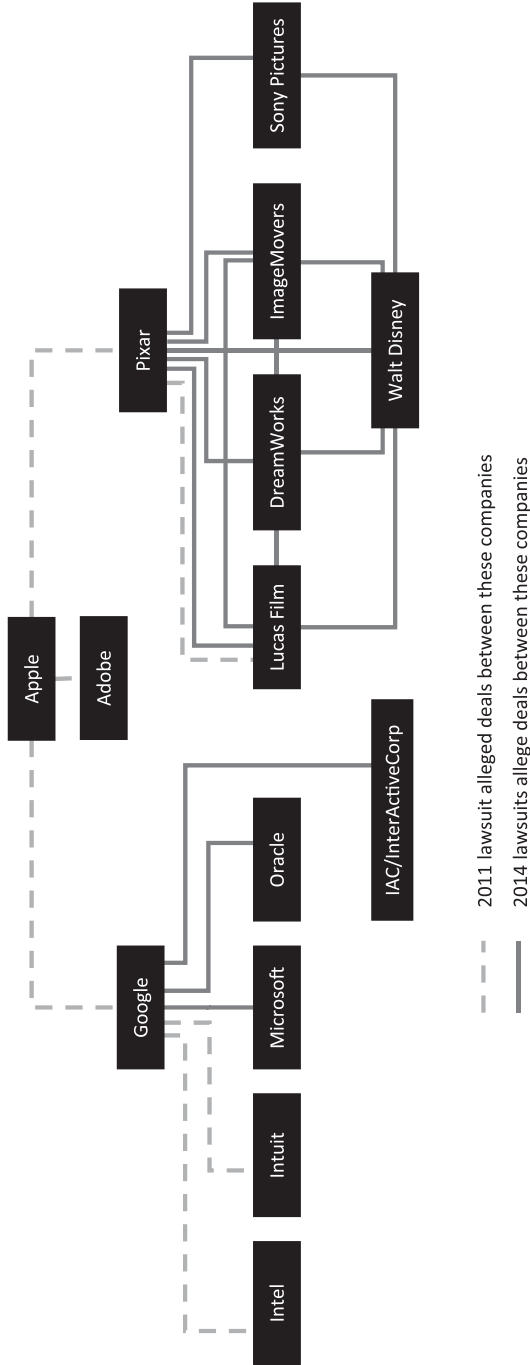 Apple
Adobe
Google
Pixar
Intel
Intuit
Microsoft
Oracle
Lucas Film
DreamWorks
ImageMovers
Sony Pictures
IAC/InterActiveCorp
Walt Disney
2011 lawsuit alleged deals between these companies
2014 lawsuits allege deals between these companies